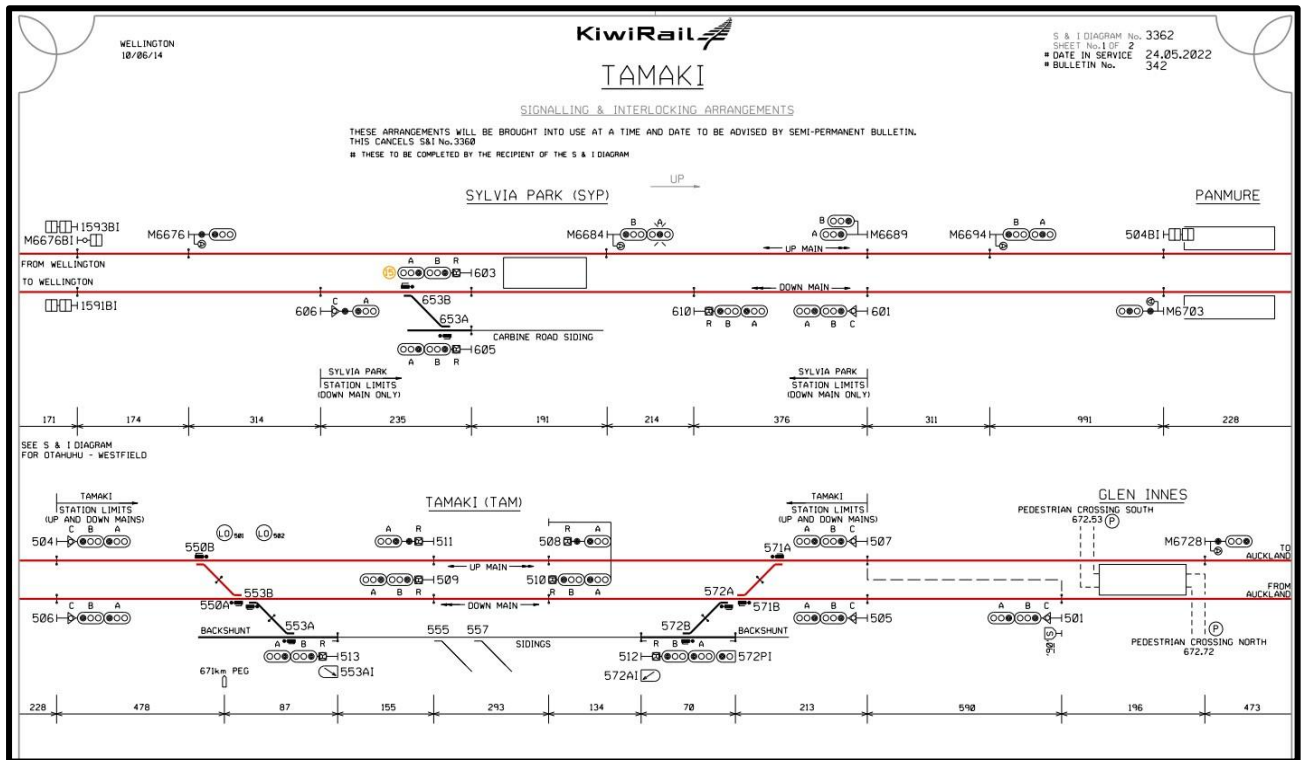 WELLINGTON
10/06/14
KiwiRail
TAMAKI
S & I DIAGRAM No. 3362
SHEET No.1 OF 2
# DATE IN SERVICE 24.05.2022
# BULLETIN No. 342
SIGNALLING & INTERLOCKING ARRANGEMENTS
THESE ARRANGEMENTS WILL BE BROUGHT INTO USE AT A TIME AND DATE TO BE ADVISED BY SEMI-PERMANENT BULLETIN.
THIS CANCELS S&I No.3360
# THESE TO BE COMPLETED BY THE RECIPIENT OF THE S & I DIAGRAM
UP
SYLVIA PARK (SYP)
PANMURE
1593BI
M6676BI
M6676
M6684
B A
B
A
M6689
M6694
B A
504BI
UP MAIN
FROM WELLINGTON
TO WELLINGTON
A B R
15
603
DOWN MAIN
1591BI
653B
606
C A
653A
610
R B A
601
A B C
M6703
CARBINE ROAD SIDING
605
A B R
SYLVIA PARK
STATION LIMITS
(DOWN MAIN ONLY)
SYLVIA PARK
STATION LIMITS
(DOWN MAIN ONLY)
171 174 314 235 191 214 376 311 991 228
SEE S & I DIAGRAM
FOR OTAHUHU - WESTFIELD
TAMAKI
STATION LIMITS
(UP AND DOWN MAINS)
TAMAKI (TAM)
TAMAKI
STATION LIMITS
(UP AND DOWN MAINS)
GLEN INNES
PEDESTRIAN CROSSING SOUTH
672.53 P
504
C B A
550B
LO 501
LO 502
A R
511
508
R A
571A
A B C
507
M6728
TO
AUCKLAND
UP MAIN
509
A B R
510
R B A
572A
FROM
AUCKLAND
553B
DOWN MAIN
506
C B A
550A
553A
571B
A B C
505
A B C
501
S
506
BACKSHUNT
555
557
SIDINGS
572B
BACKSHUNT
P
PEDESTRIAN CROSSING NORTH
672.72
A B R
513
553AI
671km PEG
R B A
512
572PI
572AI
228 478 87 155 293 134 70 213 590 196 473